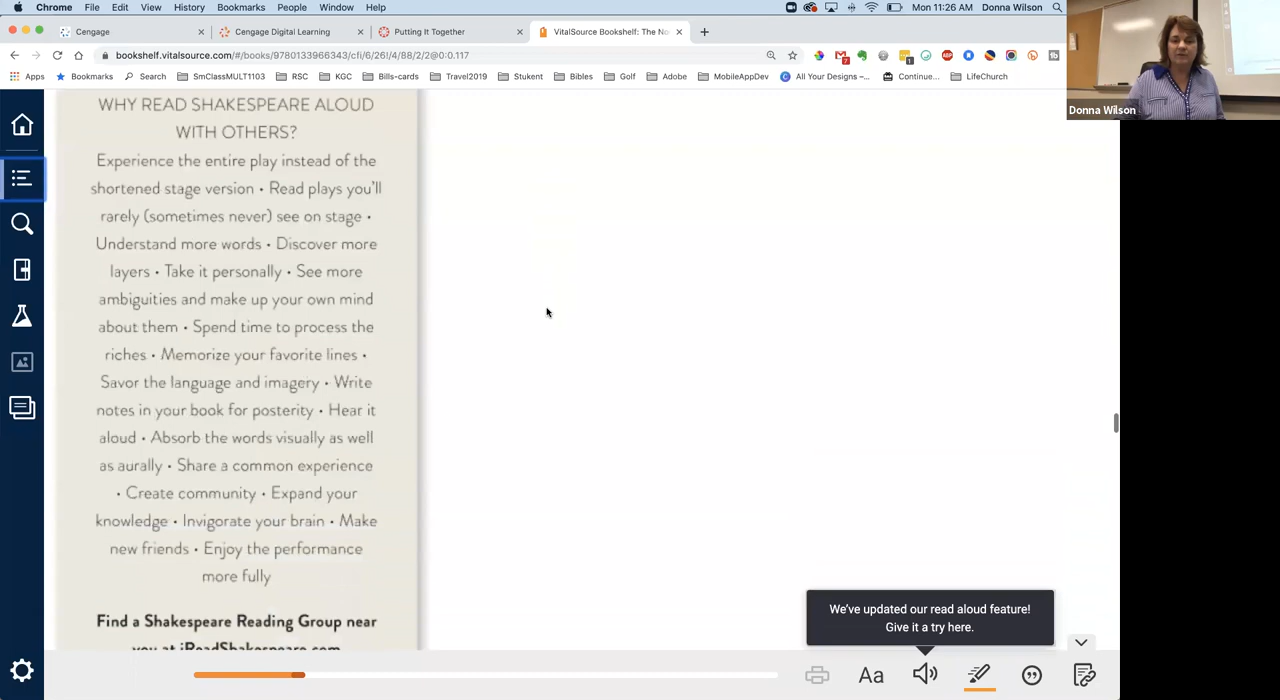 Chrome File Edit View History Bookmarks People Window Help Mon 11:26 AM Donna Wilson
Cengage Cengage Digital Learning Putting It Together VitalSource Bookshelf: The No
bookshelf.vitalsource.com/#/books/9780133966343/cfi/6/26!/4/88/2/2@0:0.117
Apps Bookmarks Search SmClassMULT1103 RSC KGC Bills-cards Travel2019 Stukent Bibles Golf Adobe MobileAppDev All Your Designs –... Continue... LifeChurch
Donna Wilson
WHY READ SHAKESPEARE ALOUD
WITH OTHERS?
Experience the entire play instead of the
shortened stage version • Read plays you'll
rarely (sometimes never) see on stage •
Understand more words • Discover more
layers • Take it personally • See more
ambiguities and make up your own mind
about them • Spend time to process the
riches • Memorize your favorite lines •
Savor the language and imagery • Write
notes in your book for posterity • Hear it
aloud • Absorb the words visually as well
as aurally • Share a common experience
• Create community • Expand your
knowledge • Invigorate your brain • Make
new friends • Enjoy the performance
more fully
Find a Shakespeare Reading Group near
you at iReadShakespeare.com
We've updated our read aloud feature!
Give it a try here.
Aa